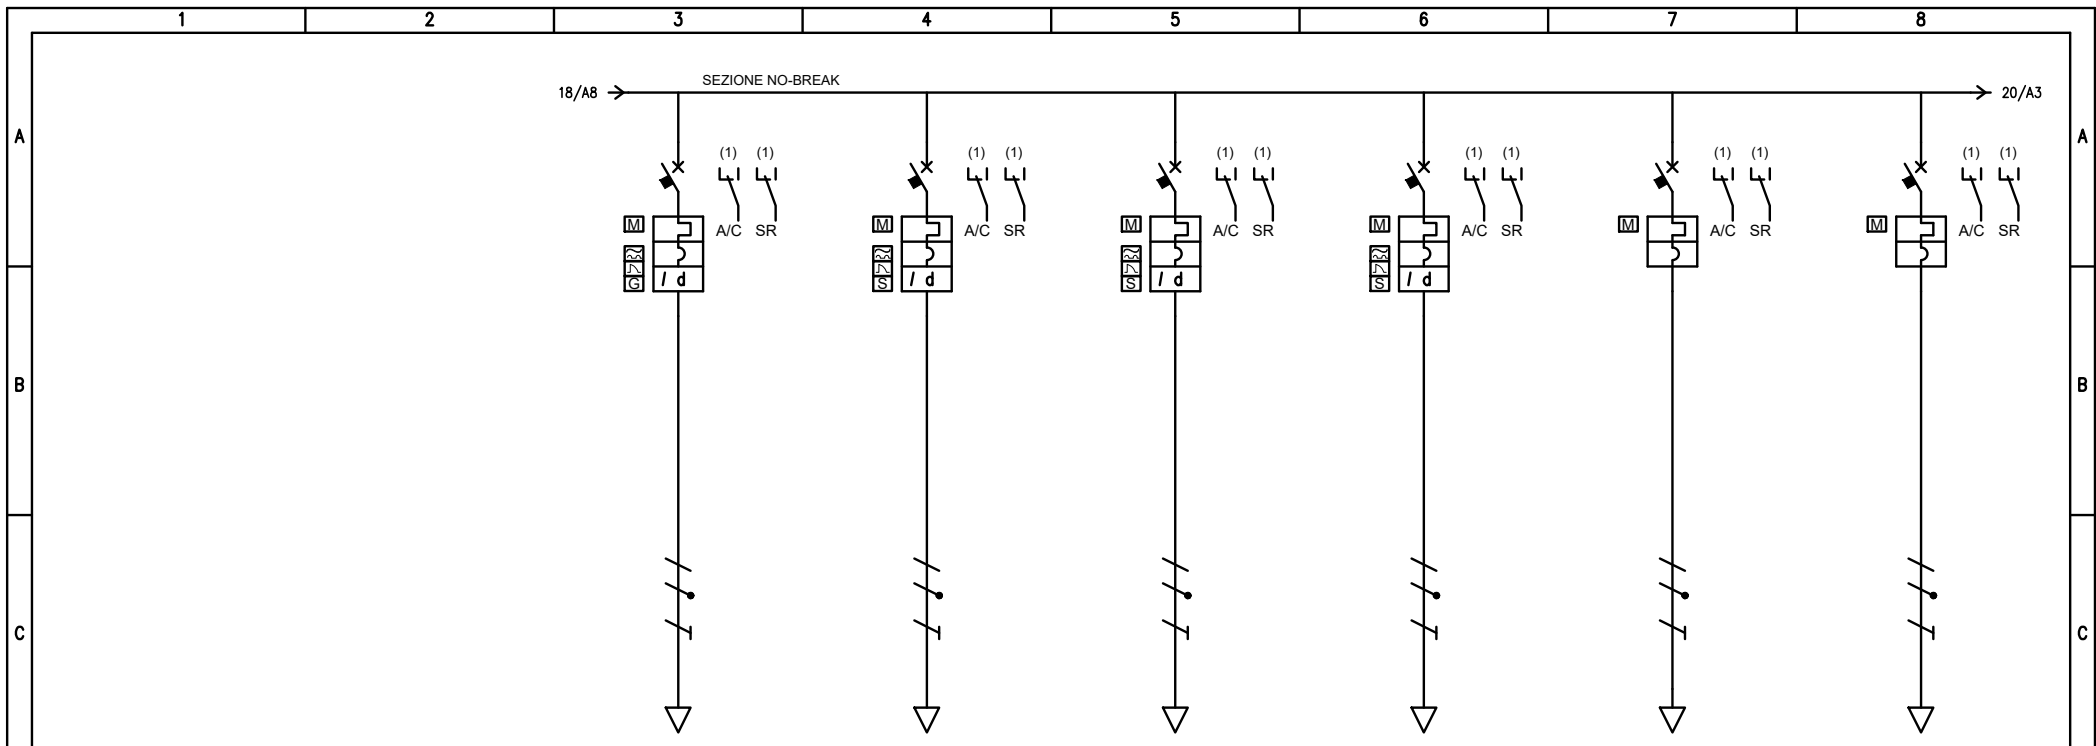 1 2 3 4 5 6 7 8
SEZIONE NO-BREAK
18/A8 20/A3
A A
(1) (1) (1) (1) (1) (1) (1) (1) (1) (1) (1) (1)
M A/C SR M A/C SR M A/C SR M A/C SR M A/C SR M A/C SR
G I d S I d S I d S I d
B B
C C